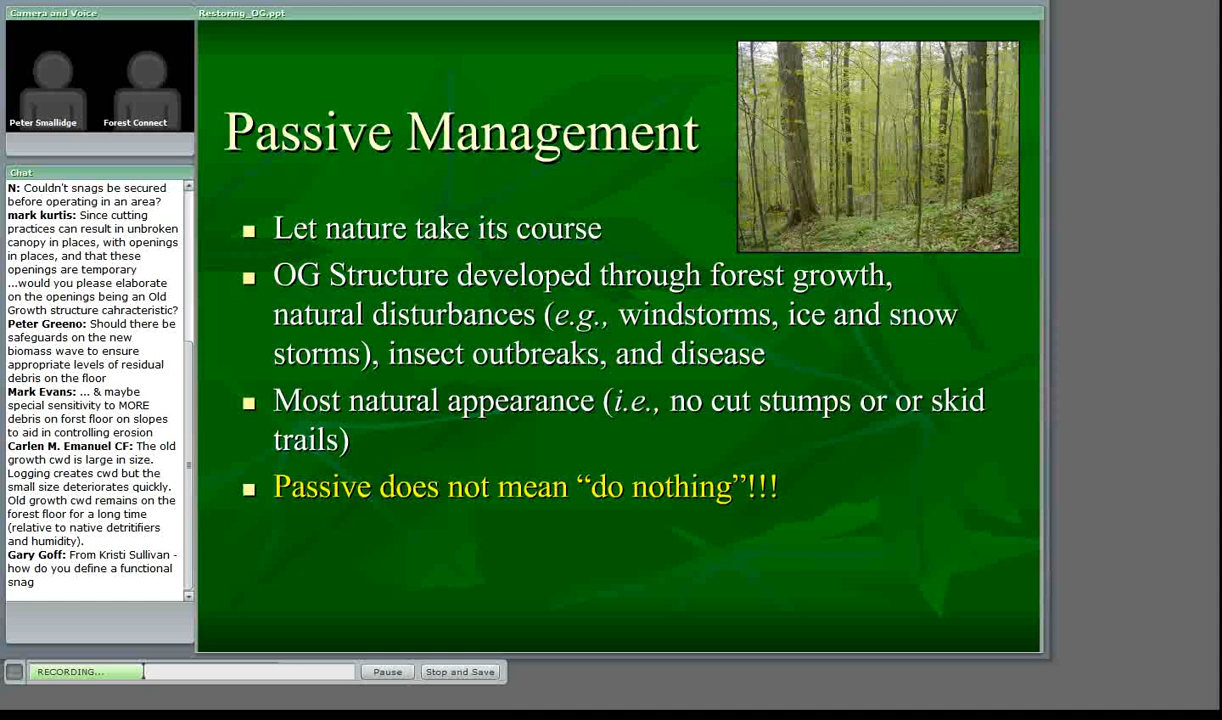 Camera and Voice
Restoring_OG.ppt
Peter Smallidge
Forest Connect
Chat
N: Couldn't snags be secured
before operating in an area?
mark kurtis: Since cutting
practices can result in unbroken
canopy in places, with openings
in places, and that these
openings are temporary
...would you please elaborate
on the openings being an Old
Growth structure cahracteristic?
Peter Greeno: Should there be
safeguards on the new
biomass wave to ensure
appropriate levels of residual
debris on the floor
Mark Evans: ... & maybe
special sensitivity to MORE
debris on forst floor on slopes
to aid in controlling erosion
Carlen M. Emanuel CF: The old
growth cwd is large in size.
Logging creates cwd but the
small size deteriorates quickly.
Old growth cwd remains on the
forest floor for a long time
(relative to native detritifers
and humidity).
Gary Goff: From Kristi Sullivan -
how do you define a functional
snag
Passive Management
Let nature take its course
OG Structure developed through forest growth,
natural disturbances (e.g., windstorms, ice and snow
storms), insect outbreaks, and disease
Most natural appearance (i.e., no cut stumps or or skid
trails)
Passive does not mean “do nothing”!!!
RECORDING...
Pause
Stop and Save